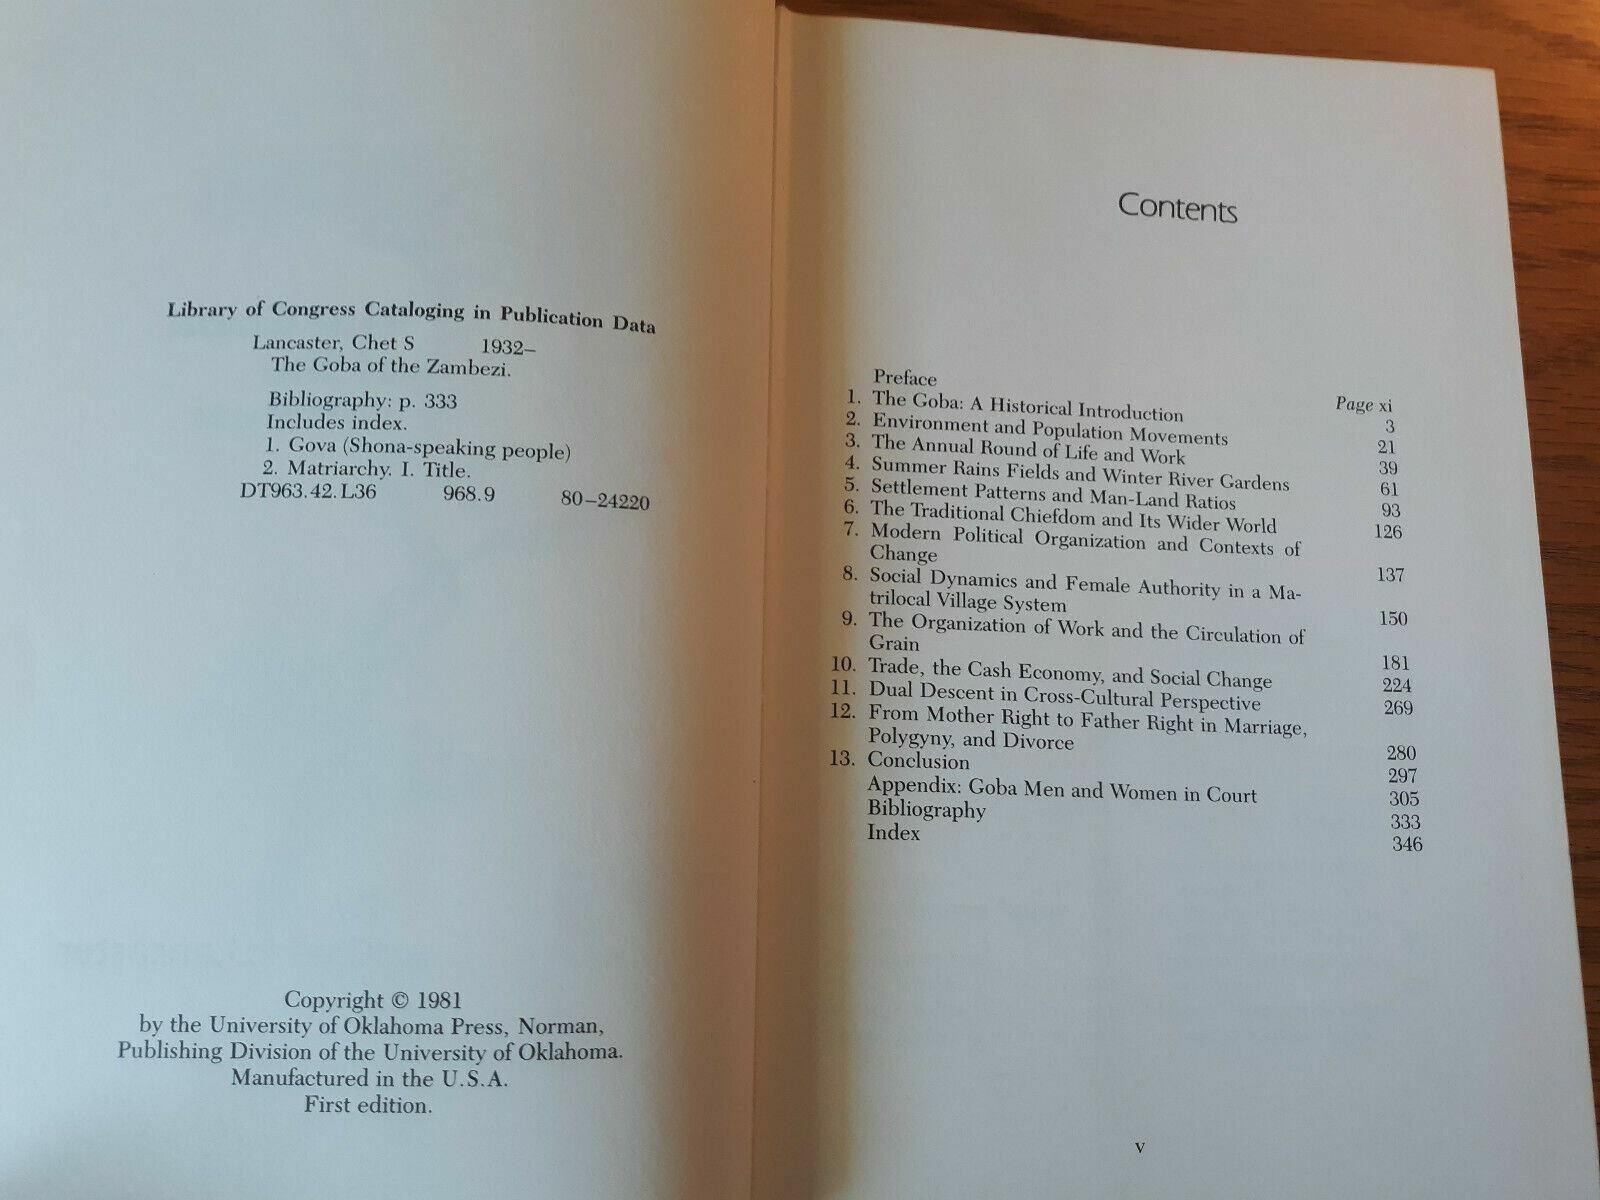 Library of Congress Cataloging in Publication Data
Lancaster, Chet S 1932–
The Goba of the Zambezi.
Bibliography: p. 333
Includes index.
1. Gova (Shona-speaking people)
2. Matriarchy. I. Title.
DT963.42.L36 968.9 80–24220
Copyright © 1981
by the University of Oklahoma Press, Norman,
Publishing Division of the University of Oklahoma.
Manufactured in the U.S.A.
First edition.
Contents
Preface Page xi
1. The Goba: A Historical Introduction 3
2. Environment and Population Movements 21
3. The Annual Round of Life and Work 39
4. Summer Rains Fields and Winter River Gardens 61
5. Settlement Patterns and Man-Land Ratios 93
6. The Traditional Chiefdom and Its Wider World 126
7. Modern Political Organization and Contexts of
Change 137
8. Social Dynamics and Female Authority in a Ma-
trilocal Village System 150
9. The Organization of Work and the Circulation of
Grain 181
10. Trade, the Cash Economy, and Social Change 224
11. Dual Descent in Cross-Cultural Perspective 269
12. From Mother Right to Father Right in Marriage,
Polygyny, and Divorce 280
13. Conclusion 297
Appendix: Goba Men and Women in Court 305
Bibliography 333
Index 346
v